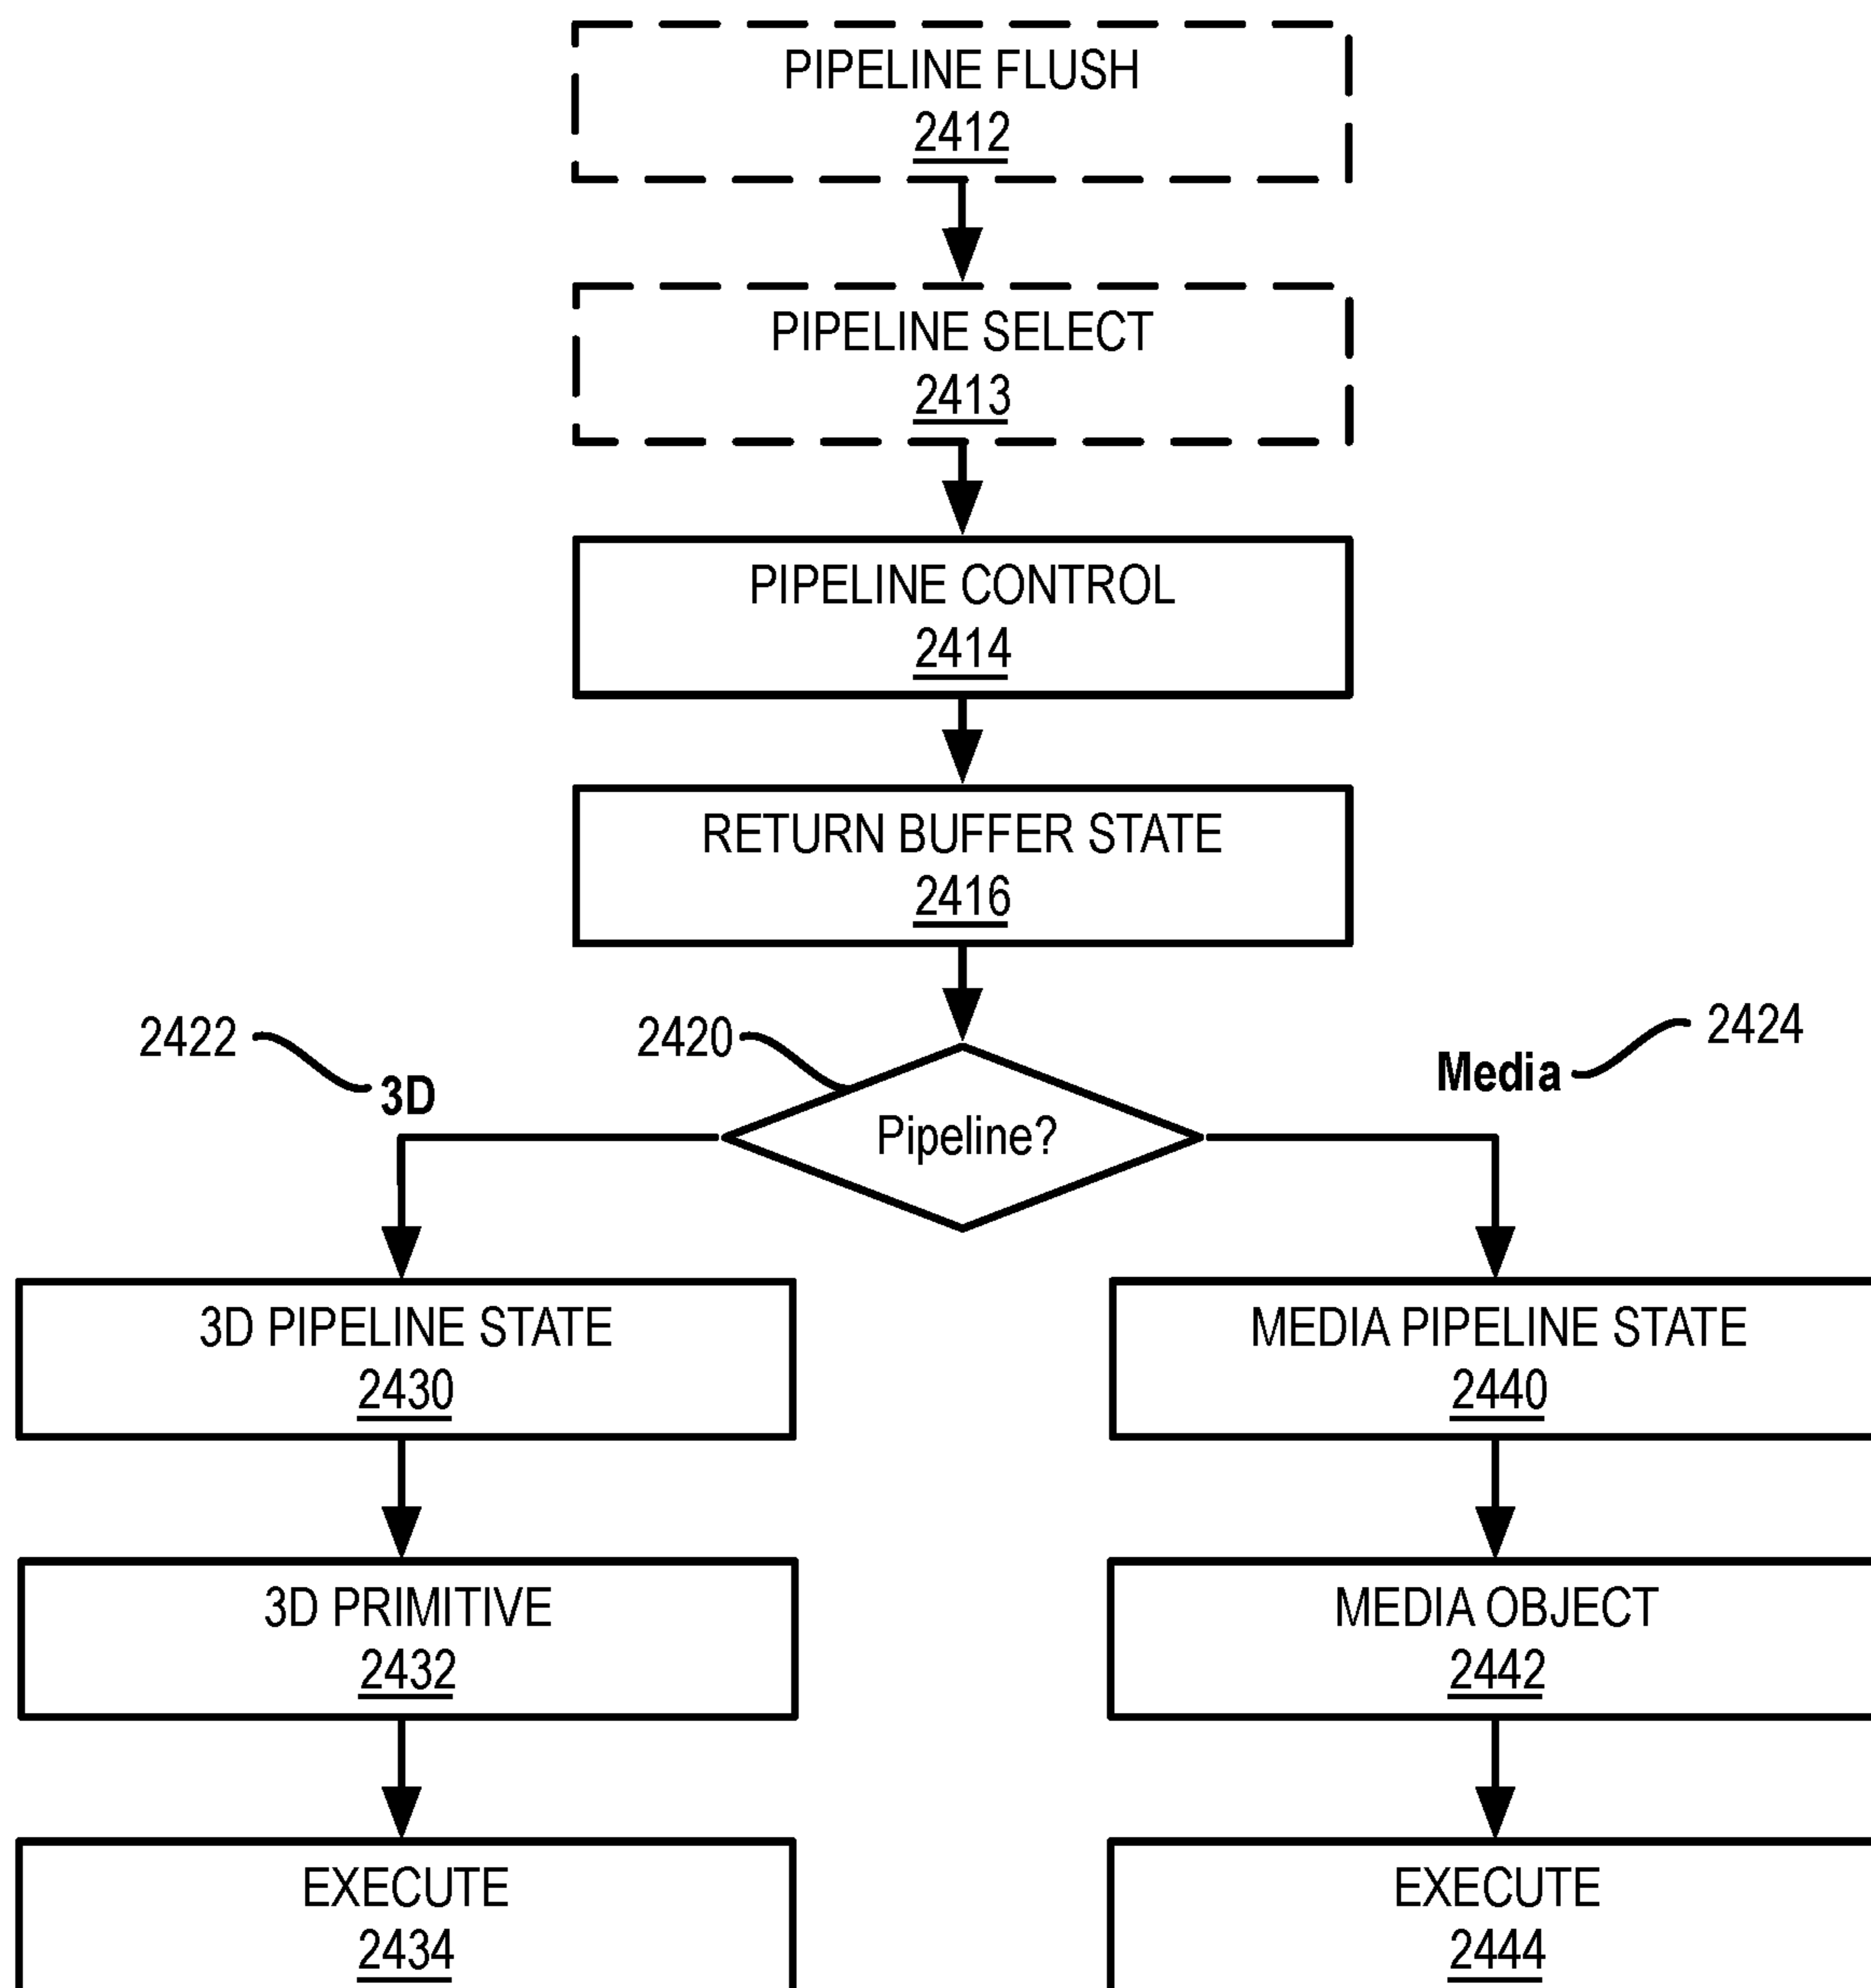 PIPELINE FLUSH
2412
PIPELINE SELECT
2413
PIPELINE CONTROL
2414
RETURN BUFFER STATE
2416
2422
2420
2424
3D
Media
Pipeline?
3D PIPELINE STATE
2430
MEDIA PIPELINE STATE
2440
3D PRIMITIVE
2432
MEDIA OBJECT
2442
EXECUTE
2434
EXECUTE
2444